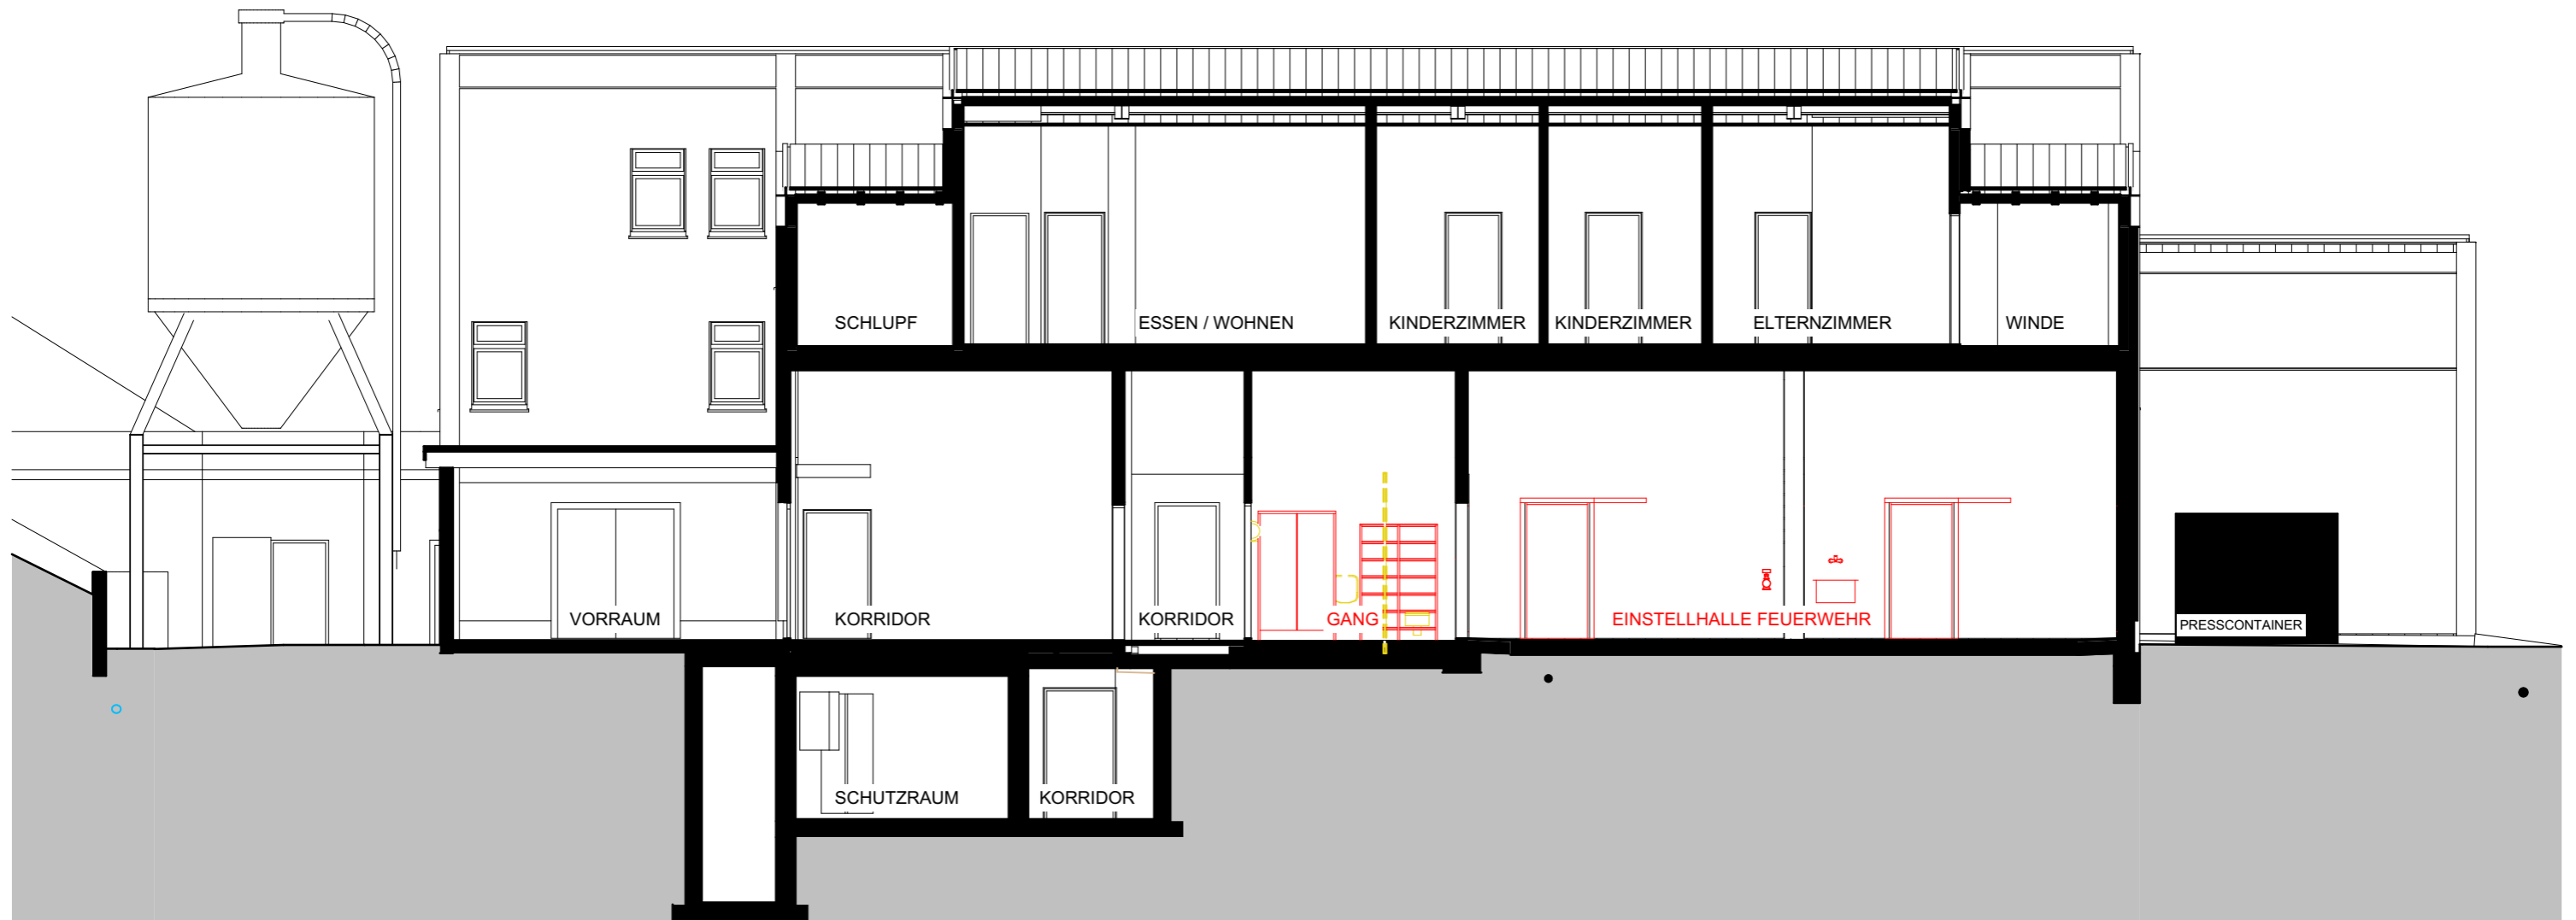 SCHLUPF
ESSEN / WOHNEN
KINDERZIMMER
KINDERZIMMER
ELTERNZIMMER
WINDE
VORRAUM
KORRIDOR
KORRIDOR
GANG
EINSTELLHALLE FEUERWEHR
PRESSCONTAINER
SCHUTZRAUM
KORRIDOR